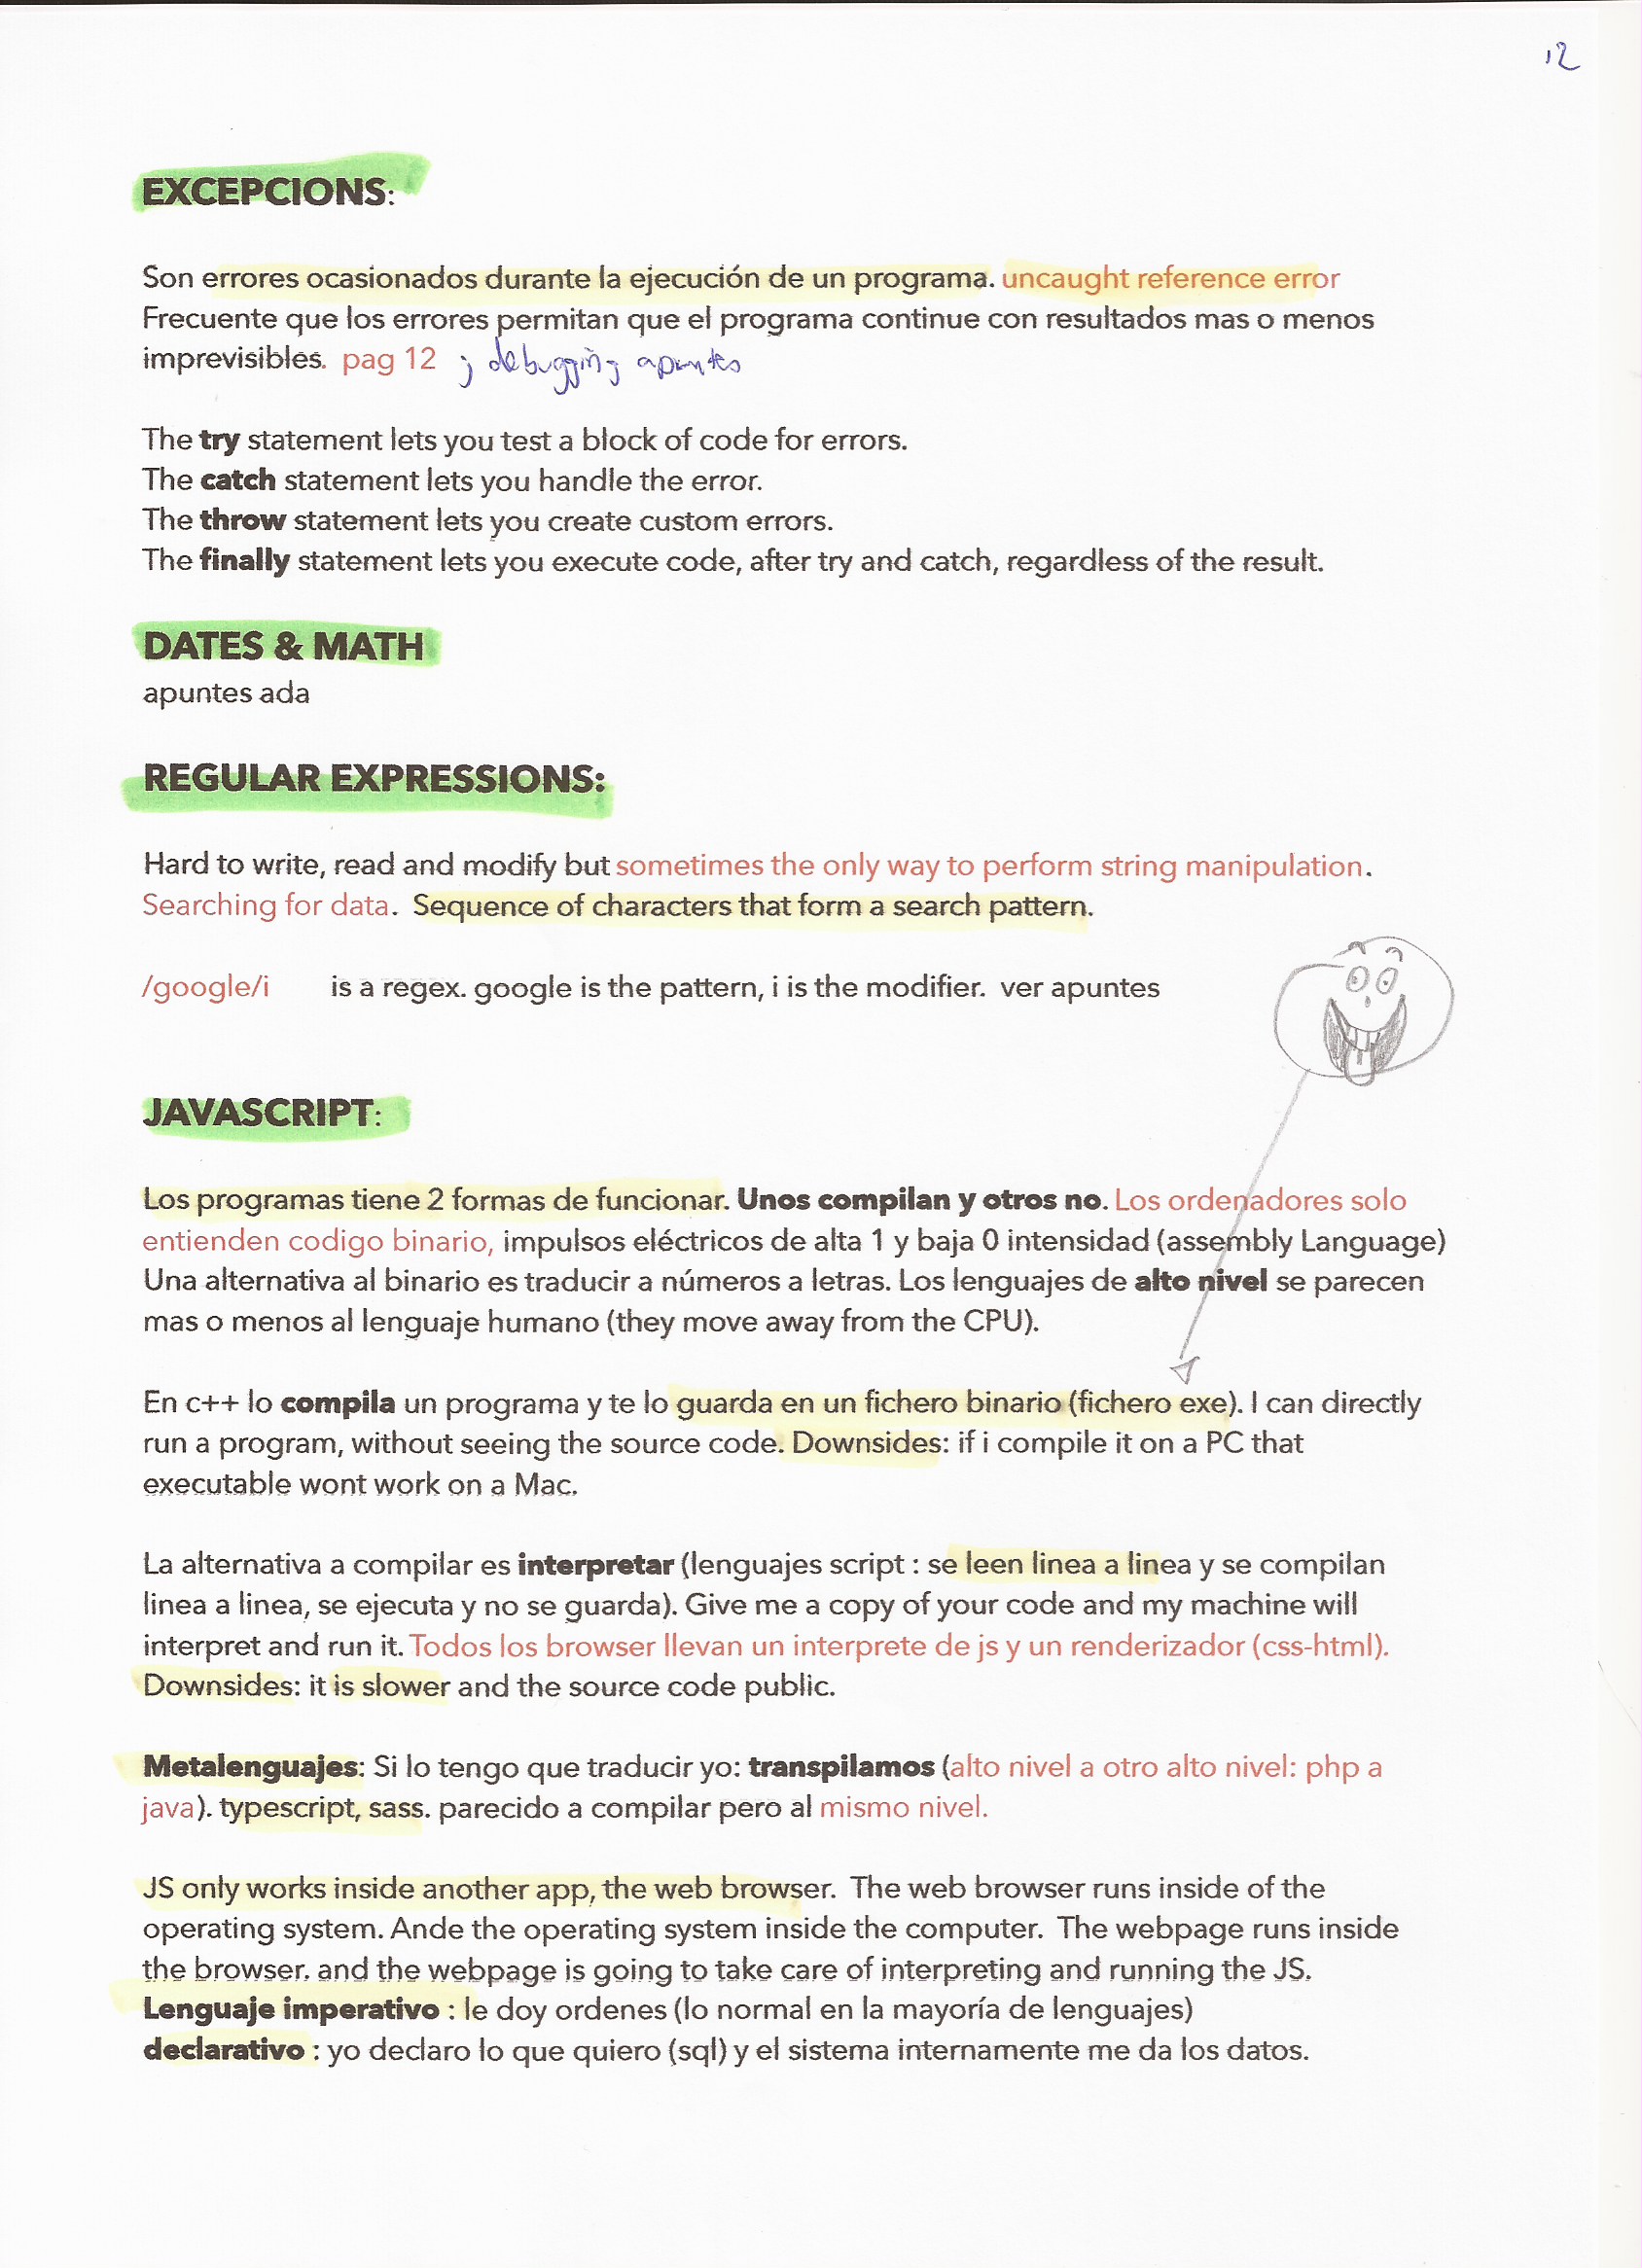 12
EXCEPCIONS:
Son errores ocasionados durante la ejecución de un programa. uncaught reference error
Frecuente que los errores permitan que el programa continue con resultados mas o menos
imprevisibles. pag 12 ; debugging apuntes
The try statement lets you test a block of code for errors.
The catch statement lets you handle the error.
The throw statement lets you create custom errors.
The finally statement lets you execute code, after try and catch, regardless of the result.
DATES & MATH
apuntes ada
REGULAR EXPRESSIONS:
Hard to write, read and modify but sometimes the only way to perform string manipulation.
Searching for data. Sequence of characters that form a search pattern.
/google/i is a regex. google is the pattern, i is the modifier. ver apuntes
JAVASCRIPT:
Los programas tiene 2 formas de funcionar. Unos compilan y otros no. Los ordenadores solo
entienden codigo binario, impulsos eléctricos de alta 1 y baja 0 intensidad (assembly Language)
Una alternativa al binario es traducir a números a letras. Los lenguajes de alto nivel se parecen
mas o menos al lenguaje humano (they move away from the CPU).
En c++ lo compila un programa y te lo guarda en un fichero binario (fichero exe). I can directly
run a program, without seeing the source code. Downsides: if i compile it on a PC that
executable wont work on a Mac.
La alternativa a compilar es interpretar (lenguajes script : se leen linea a linea y se compilan
linea a linea, se ejecuta y no se guarda). Give me a copy of your code and my machine will
interpret and run it. Todos los browser llevan un interprete de js y un renderizador (css-html).
Downsides: it is slower and the source code public.
Metalenguajes: Si lo tengo que traducir yo: transpilamos (alto nivel a otro alto nivel: php a
java). typescript, sass. parecido a compilar pero al mismo nivel.
JS only works inside another app, the web browser. The web browser runs inside of the
operating system. Ande the operating system inside the computer. The webpage runs inside
the browser. and the webpage is going to take care of interpreting and running the JS.
Lenguaje imperativo : le doy ordenes (lo normal en la mayoría de lenguajes)
declarativo : yo declaro lo que quiero (sql) y el sistema internamente me da los datos.